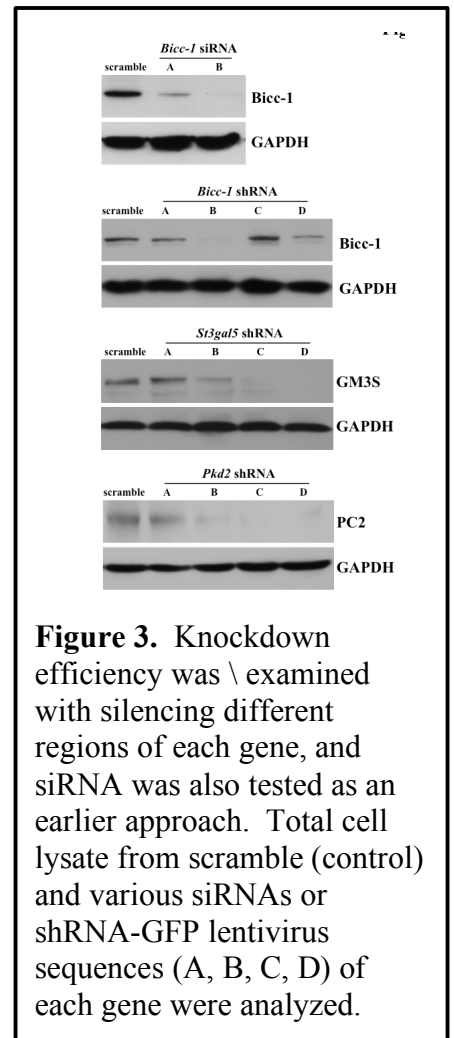 Bicc-1 siRNA
scramble A B
Bicc-1
GAPDH
Bicc-1 shRNA
scramble A B C D
Bicc-1
GAPDH
St3gal5 shRNA
scramble A B C D
GM3S
GAPDH
Pkd2 shRNA
scramble A B C D
PC2
GAPDH
Figure 3. Knockdown
efficiency was \ examined
with silencing different
regions of each gene, and
siRNA was also tested as an
earlier approach. Total cell
lysate from scramble (control)
and various siRNAs or
shRNA-GFP lentivirus
sequences (A, B, C, D) of
each gene were analyzed.